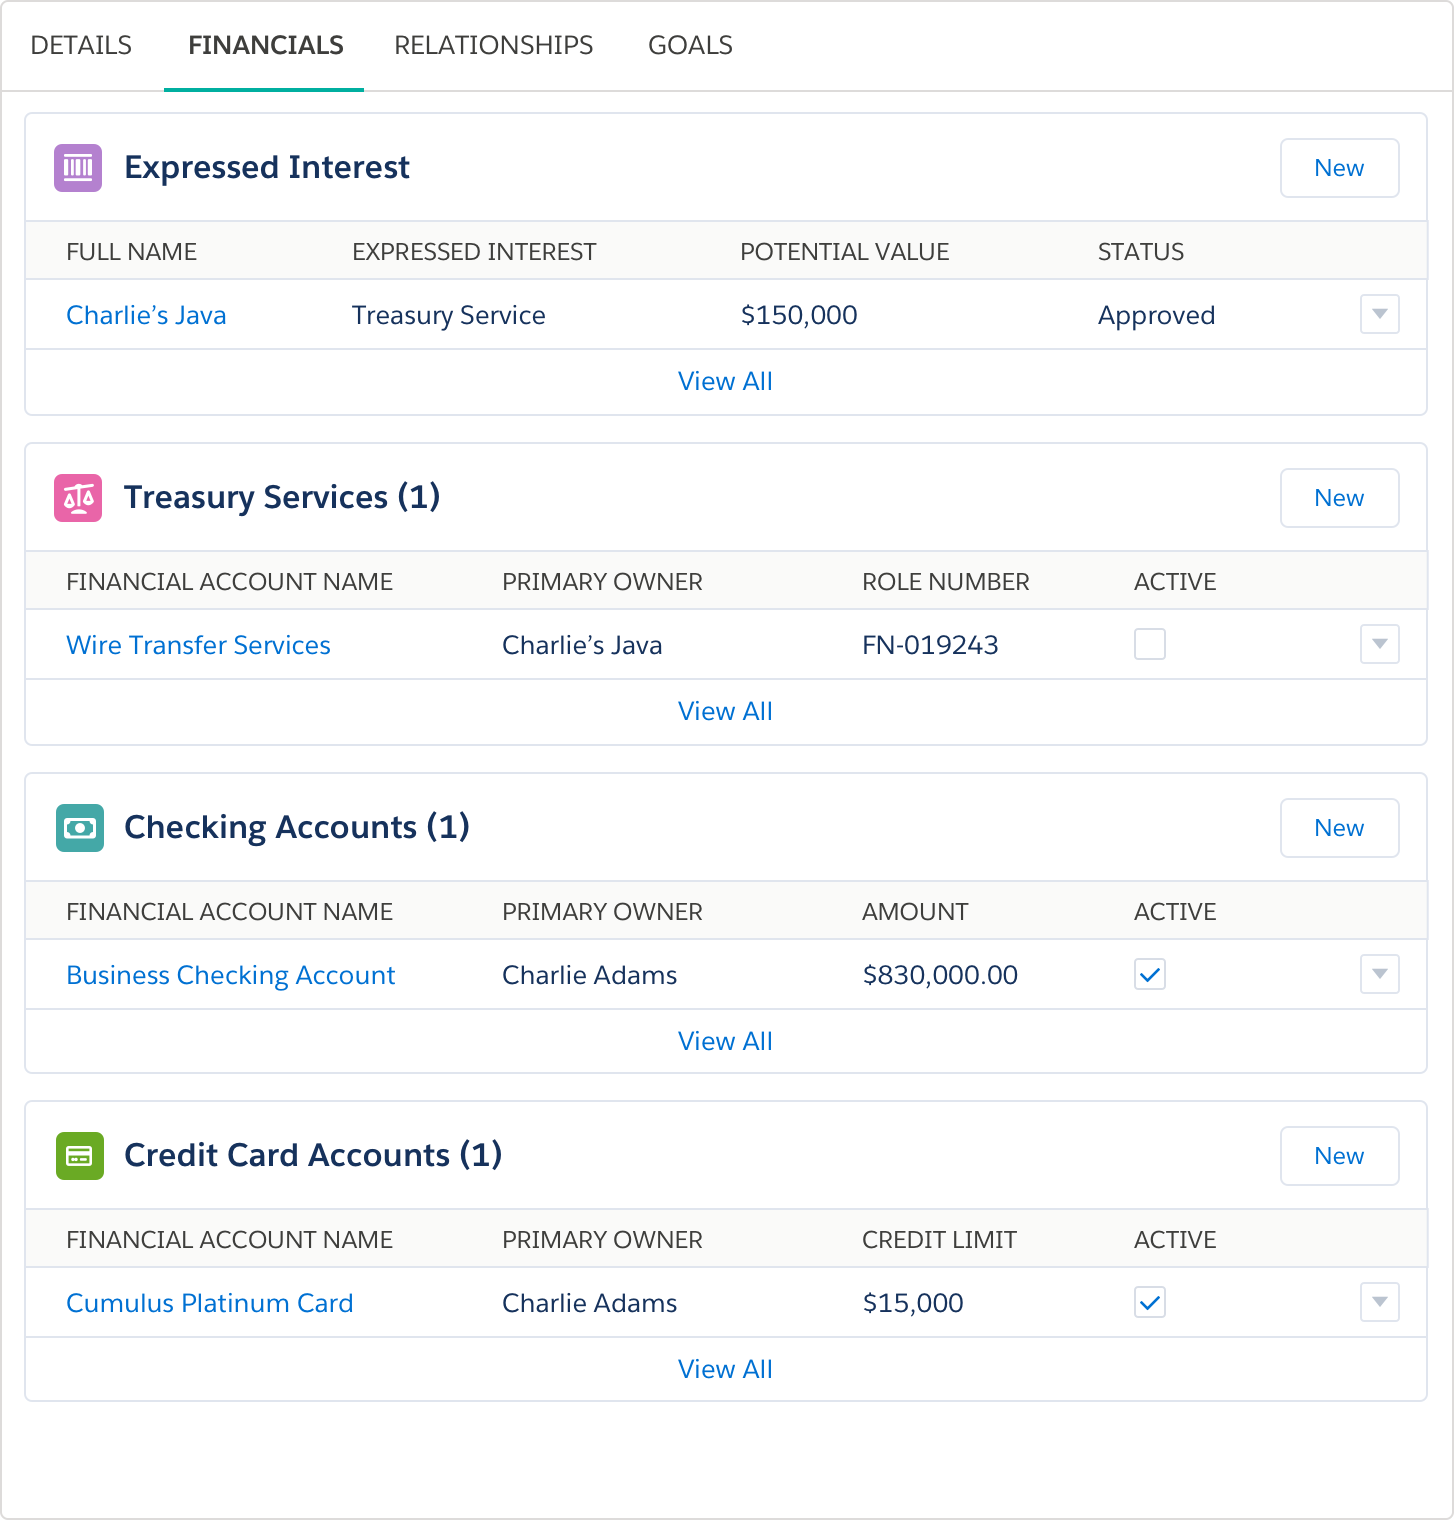 DETAILS FINANCIALS RELATIONSHIPS GOALS
Expressed Interest New
FULL NAME EXPRESSED INTEREST POTENTIAL VALUE STATUS
Charlie’s Java Treasury Service $150,000 Approved
View All
Treasury Services (1) New
FINANCIAL ACCOUNT NAME PRIMARY OWNER ROLE NUMBER ACTIVE
Wire Transfer Services Charlie’s Java FN-019243
View All
Checking Accounts (1) New
FINANCIAL ACCOUNT NAME PRIMARY OWNER AMOUNT ACTIVE
Business Checking Account Charlie Adams $830,000.00
View All
Credit Card Accounts (1) New
FINANCIAL ACCOUNT NAME PRIMARY OWNER CREDIT LIMIT ACTIVE
Cumulus Platinum Card Charlie Adams $15,000
View All